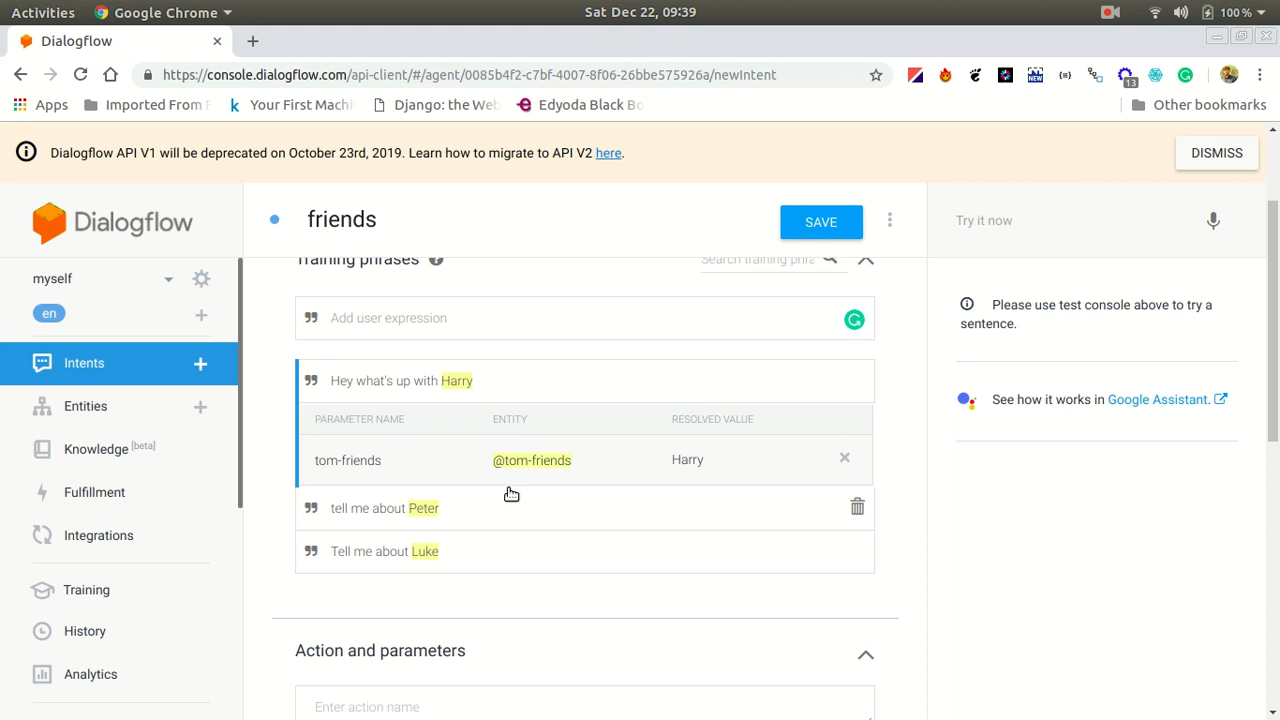 Activities Google Chrome Sat Dec 22, 09:39 100 %
Dialogflow
https://console.dialogflow.com/api-client/#/agent/0085b4f2-c7bf-4007-8f06-26bbe575926a/newIntent
13
Apps Imported From F Your First Machi Django: the Web Edyoda Black Bo Other bookmarks
Dialogflow API V1 will be deprecated on October 23rd, 2019. Learn how to migrate to API V2 here. DISMISS
Dialogflow friends SAVE Try it now
myself
en
Intents
Entities
Knowledge [beta]
Fulfillment
Integrations
Training
History
Analytics
Training phrases ? Search training phra
Add user expression
Hey what's up with Harry
PARAMETER NAME ENTITY RESOLVED VALUE
tom-friends @tom-friends Harry
tell me about Peter
Tell me about Luke
Action and parameters
Enter action name
Please use test console above to try a
sentence.
See how it works in Google Assistant.